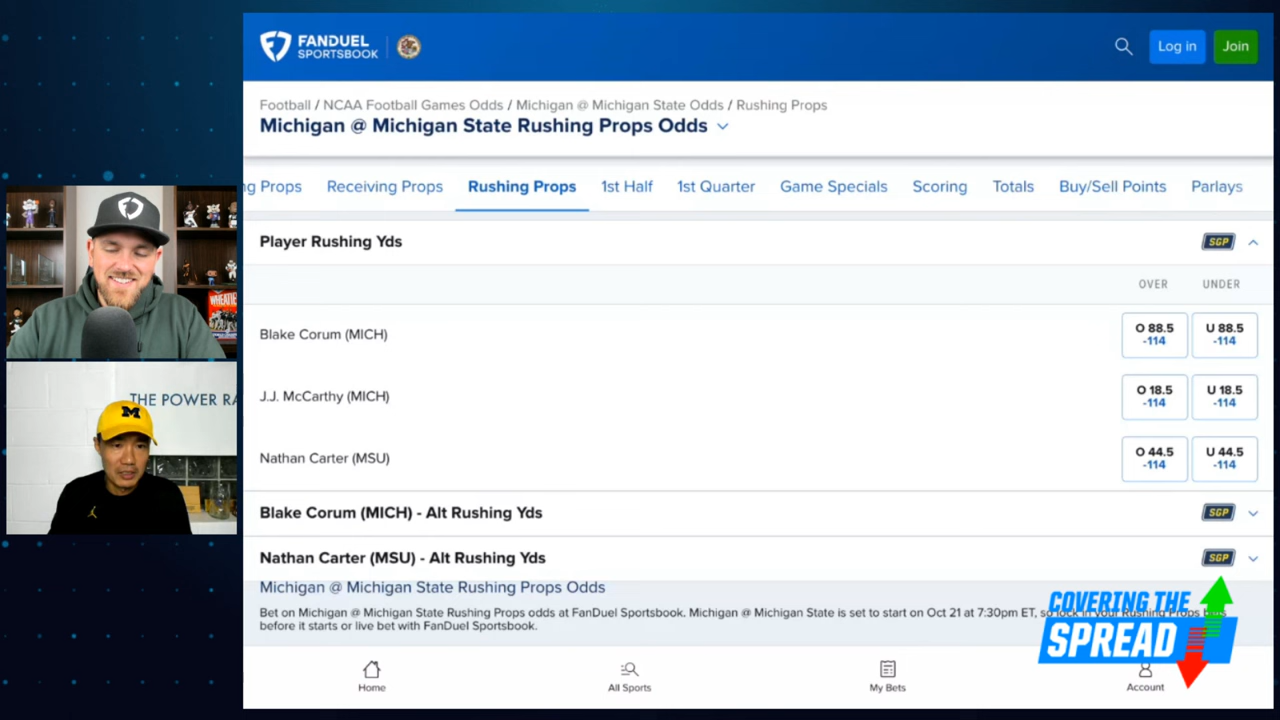 FANDUEL
SPORTSBOOK
Log in
Join
Football / NCAA Football Games Odds / Michigan @ Michigan State Odds / Rushing Props
Michigan @ Michigan State Rushing Props Odds
ng Props
Receiving Props
Rushing Props
1st Half
1st Quarter
Game Specials
Scoring
Totals
Buy/Sell Points
Parlays
Player Rushing Yds
SGP
OVER
UNDER
Blake Corum (MICH)
O 88.5
-114
U 88.5
-114
J.J. McCarthy (MICH)
O 18.5
-114
U 18.5
-114
Nathan Carter (MSU)
O 44.5
-114
U 44.5
-114
Blake Corum (MICH) - Alt Rushing Yds
SGP
Nathan Carter (MSU) - Alt Rushing Yds
SGP
Michigan @ Michigan State Rushing Props Odds
Bet on Michigan @ Michigan State Rushing Props odds at FanDuel Sportsbook. Michigan @ Michigan State is set to start on Oct 21 at 7:30pm ET, so lock in your Rushing Props bets
before it starts or live bet with FanDuel Sportsbook.
COVERING THE
SPREAD
Home
All Sports
My Bets
Account
WHEATIES
THE POWER RA
M